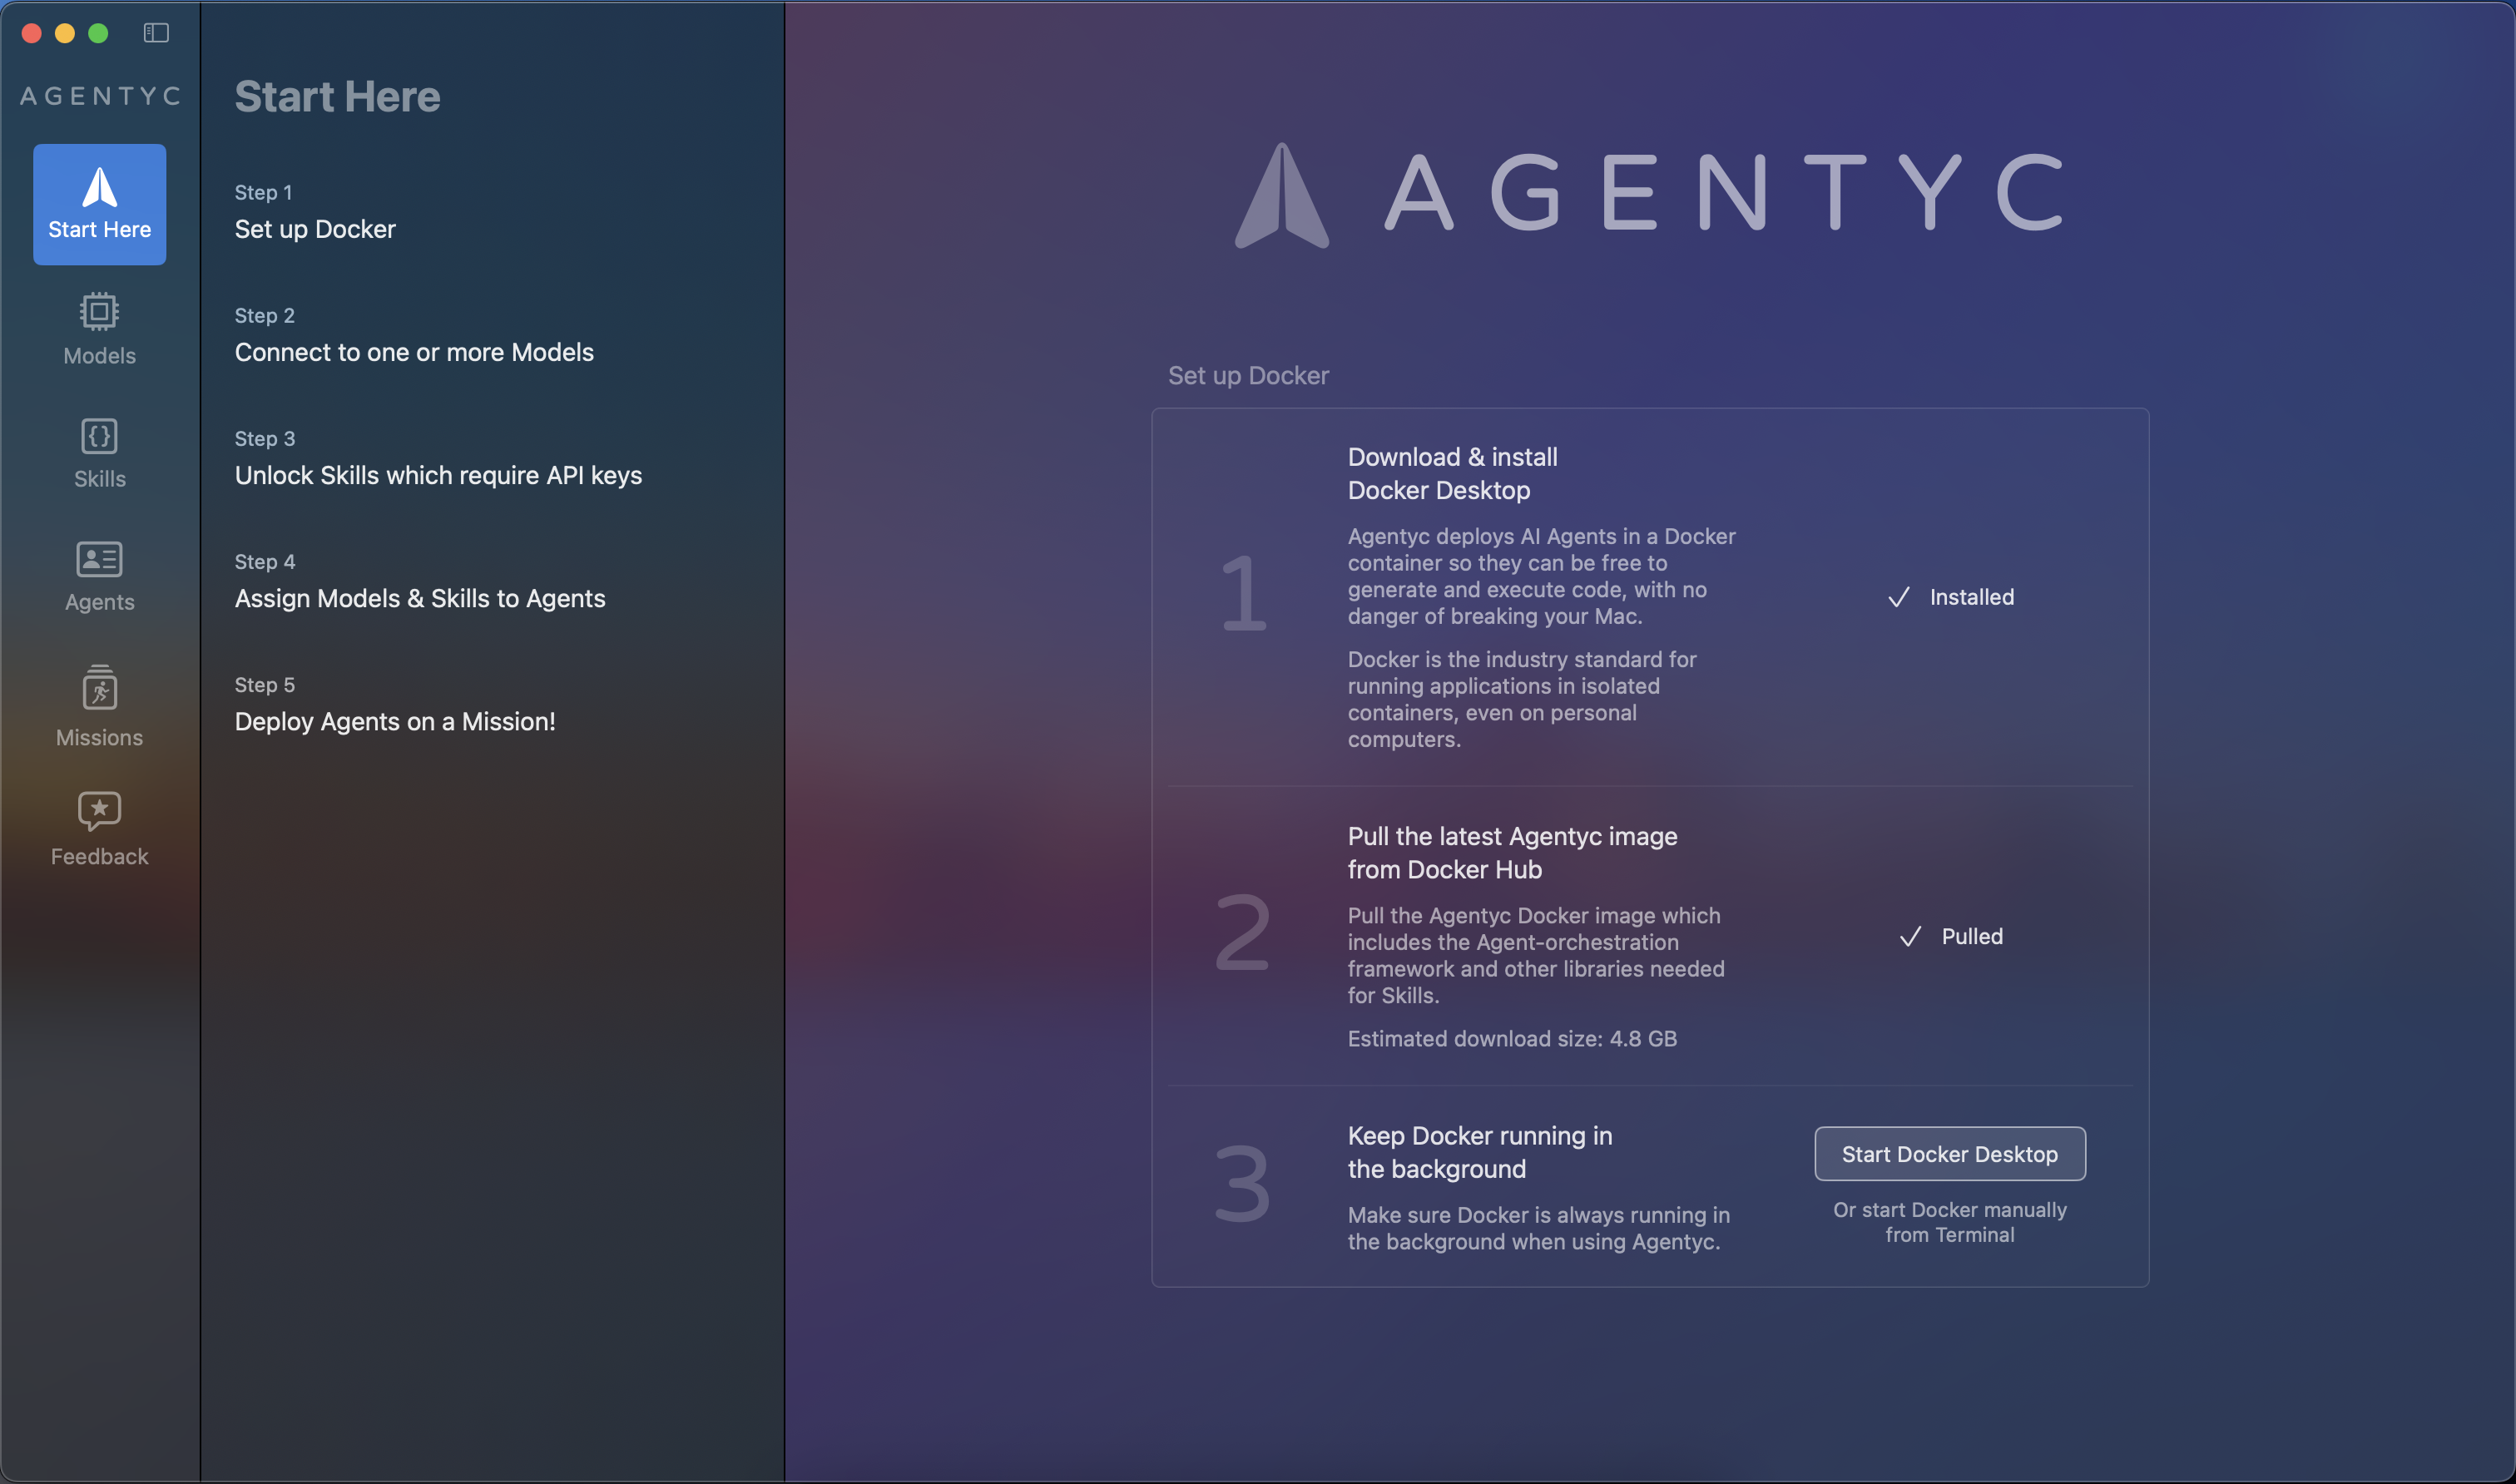 AGENTYC
Start Here
Models
Skills
Agents
Missions
Feedback
Start Here
Step 1
Set up Docker
Step 2
Connect to one or more Models
Step 3
Unlock Skills which require API keys
Step 4
Assign Models & Skills to Agents
Step 5
Deploy Agents on a Mission!
AGENTYC
Set up Docker
1
Download & install
Docker Desktop
Agentyc deploys AI Agents in a Docker
container so they can be free to
generate and execute code, with no
danger of breaking your Mac.
Docker is the industry standard for
running applications in isolated
containers, even on personal
computers.
Installed
2
Pull the latest Agentyc image
from Docker Hub
Pull the Agentyc Docker image which
includes the Agent-orchestration
framework and other libraries needed
for Skills.
Estimated download size: 4.8 GB
Pulled
3
Keep Docker running in
the background
Make sure Docker is always running in
the background when using Agentyc.
Start Docker Desktop
Or start Docker manually
from Terminal